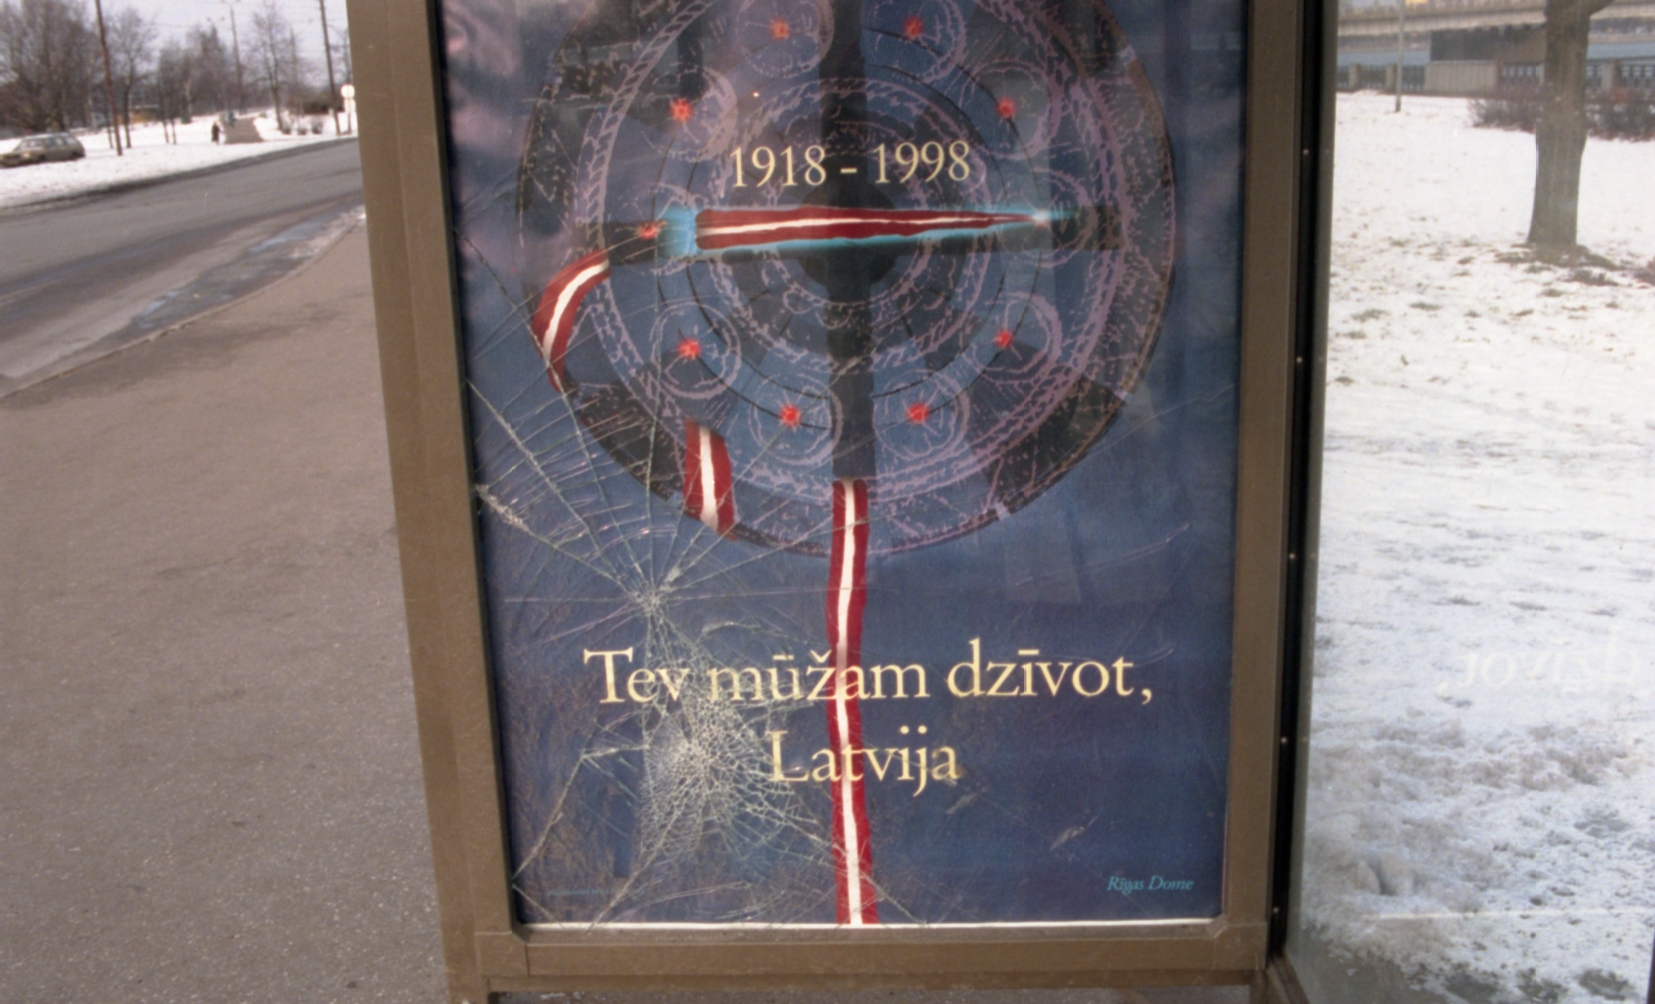 1918 - 1998
Tev mūžam dzīvot,
Latvija
Rīgas Dome